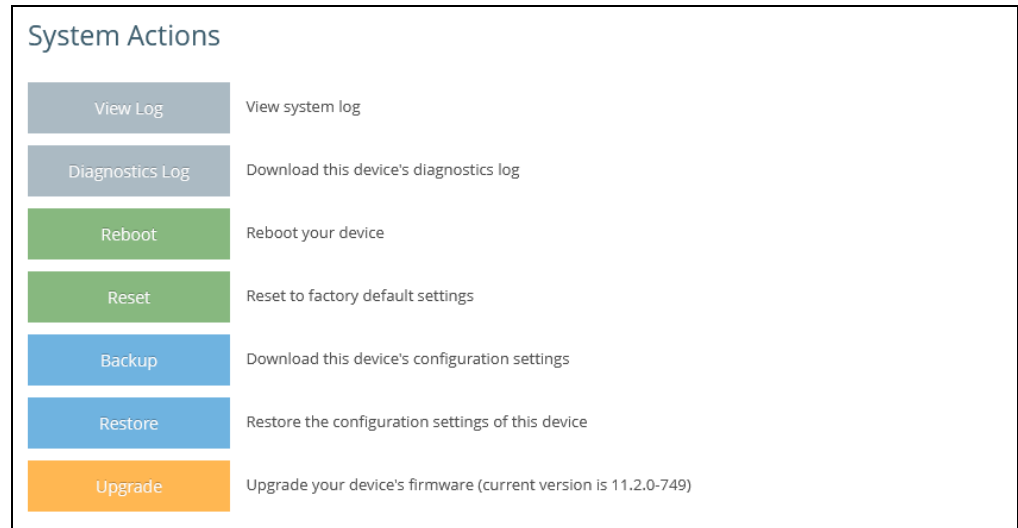 System Actions
View Log View system log
Diagnostics Log Download this device's diagnostics log
Reboot Reboot your device
Reset Reset to factory default settings
Backup Download this device's configuration settings
Restore Restore the configuration settings of this device
Upgrade Upgrade your device's firmware (current version is 11.2.0-749)